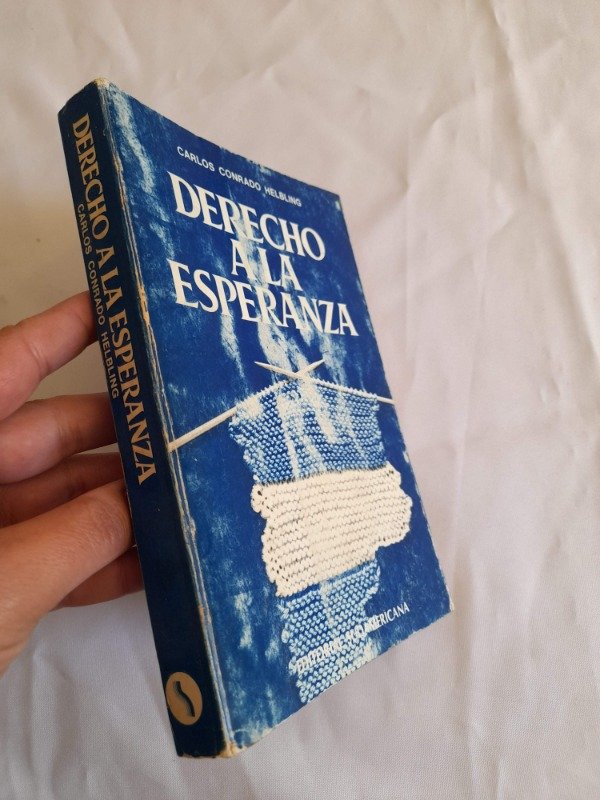 CARLOS CONRADO HELBLING
DERECHO
A LA
ESPERANZA
EDITORIAL SUDAMERICANA
DERECHO A LA ESPERANZA
CARLOS CONRADO HELBLING